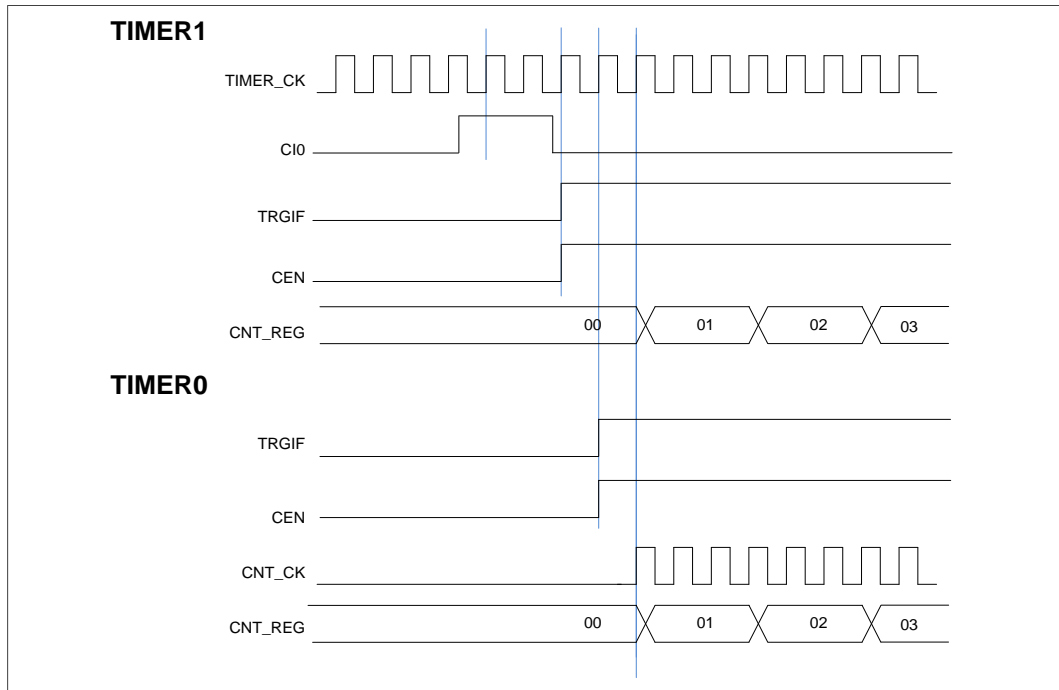 TIMER1
TIMER_CK
CI0
TRGIF
CEN
CNT_REG 00 01 02 03
TIMER0
TRGIF
CEN
CNT_CK
CNT_REG 00 01 02 03